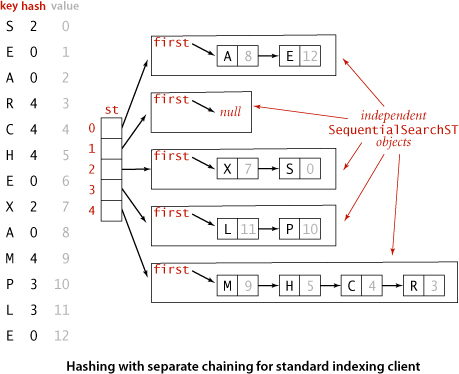 key hash value
S 2 0
E 0 1
A 0 2
R 4 3
C 4 4
H 4 5
E 0 6
X 2 7
A 0 8
M 4 9
P 3 10
L 3 11
E 0 12
st
0
1
2
3
4
first
A 8 E 12
first
null
first
X 7 S 0
first
L 11 P 10
first
M 9 H 5 C 4 R 3
independent
SequentialSearchST
objects
Hashing with separate chaining for standard indexing client